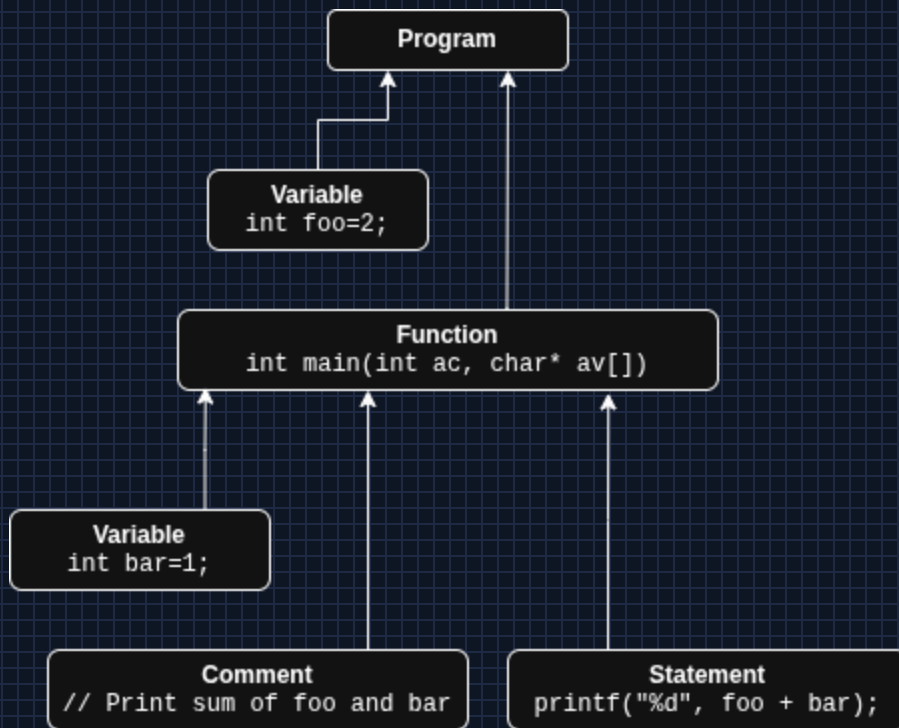 Program
Variable
int foo=2;
Function
int main(int ac, char* av[])
Variable
int bar=1;
Comment
// Print sum of foo and bar
Statement
printf("%d", foo + bar);